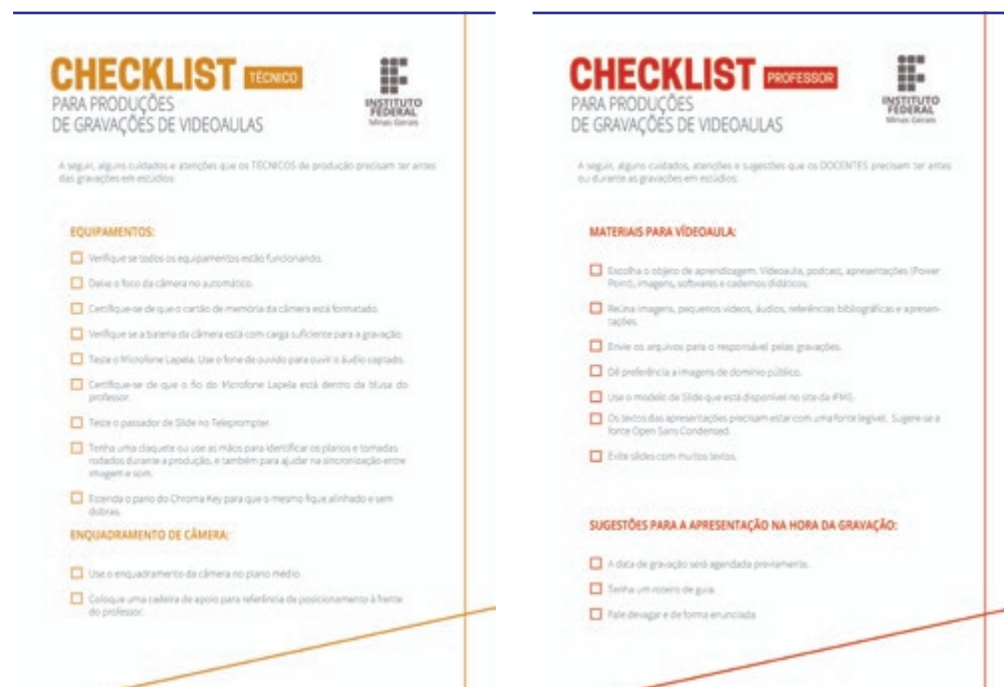 CHECKLIST TÉCNICO
PARA PRODUÇÕES
DE GRAVAÇÕES DE VIDEOAULAS
INSTITUTO
FEDERAL
Minas Gerais
A seguir, alguns cuidados e atenções que os TÉCNICOS de produção precisam ter antes
das gravações em estúdios:
EQUIPAMENTOS:
Verifique se todos os equipamentos estão funcionando.
Deixe o foco da câmera no automático.
Certifique-se de que o cartão de memória da câmera está formatado.
Verifique se a bateria da câmera está com carga suficiente para a gravação.
Teste o Microfone Lapela. Use o fone de ouvido para ouvir o áudio captado.
Certifique-se de que o fio do Microfone Lapela está dentro da blusa do
professor.
Teste o passador de Slide no Teleprompter.
Tenha uma claquete ou use as mãos para identificar os planos e tomadas
rodados durante a produção, e também para ajudar na sincronização entre
imagem e som.
Estenda o pano do Chroma Key para que o mesmo fique alinhado e sem
dobras.
ENQUADRAMENTO DE CÂMERA:
Use o enquadramento da câmera no plano médio.
Coloque uma cadeira de apoio para referência de posicionamento à frente
do professor.
CHECKLIST PROFESSOR
PARA PRODUÇÕES
DE GRAVAÇÕES DE VIDEOAULAS
INSTITUTO
FEDERAL
Minas Gerais
A seguir, alguns cuidados, atenções e sugestões que os DOCENTES precisam ter antes
ou durante as gravações em estúdios:
MATERIAIS PARA VÍDEOAULA:
Escolha o objeto de aprendizagem. Videoaula, podcast, apresentações (Power
Point), imagens, softwares e cadernos didáticos;
Reúna imagens, pequenos vídeos, áudios, referências bibliográficas e apresen-
tações.
Envie os arquivos para o responsável pelas gravações.
Dê preferência a imagens de domínio público.
Use o modelo de Slide que está disponível no site da IFMG.
Os textos das apresentações precisam estar com uma fonte legível. Sugere-se a
fonte Open Sans Condensed.
Evite slides com muitos textos.
SUGESTÕES PARA A APRESENTAÇÃO NA HORA DA GRAVAÇÃO:
A data de gravação será agendada previamente.
Tenha um roteiro de guia.
Fale devagar e de forma enunciada